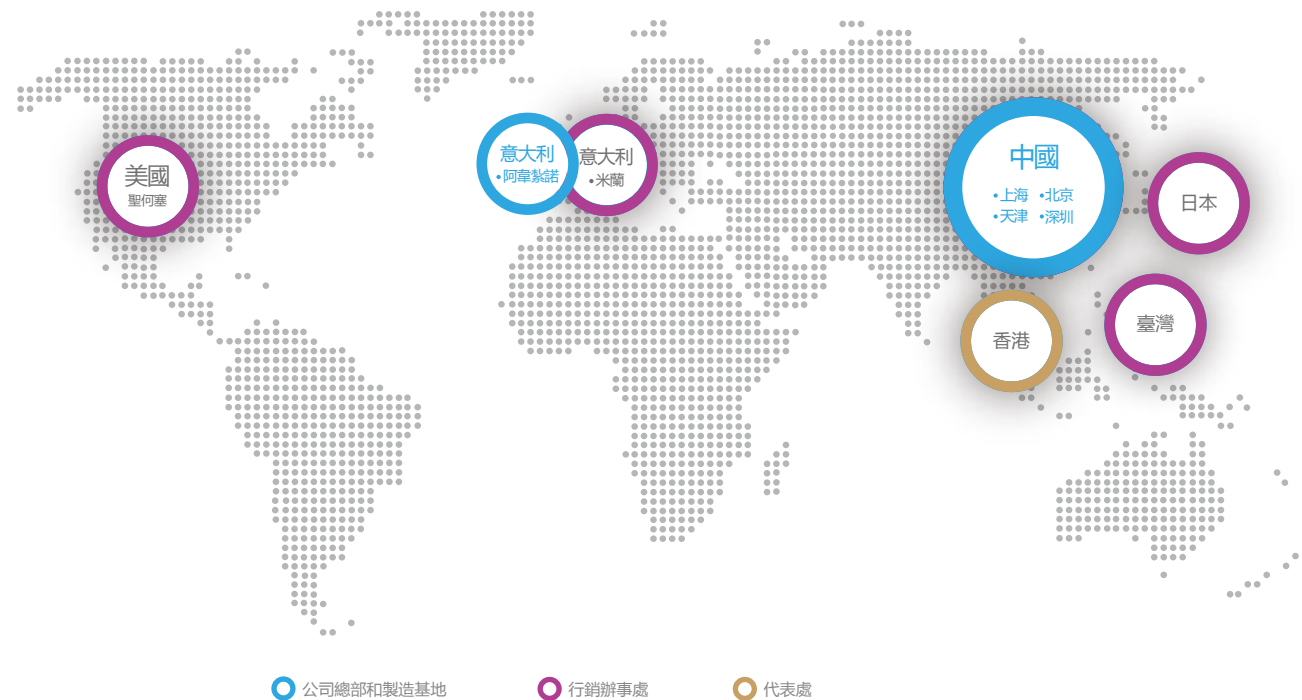 美國
聖何塞
意大利
•阿韋紮諾
意大利
•米蘭
中國
•上海 •北京
•天津 •深圳
日本
香港
臺灣
公司總部和製造基地
行銷辦事處
代表處